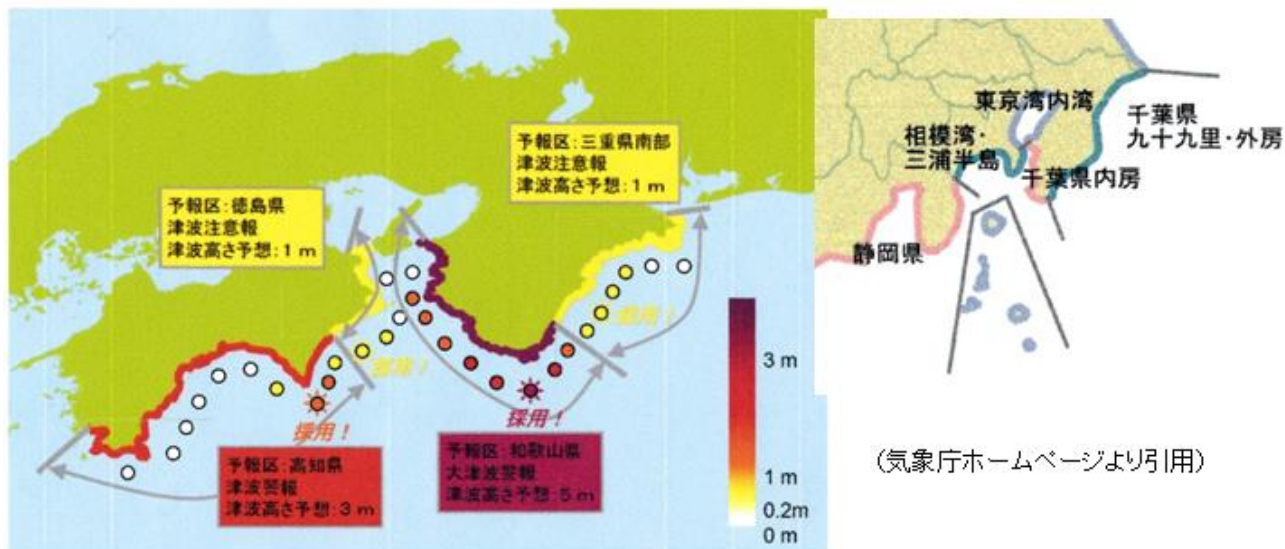 予報区:三重県南部
津波注意報
津波高さ予想:1 m
予報区:徳島県
津波注意報
津波高さ予想:1 m
採用!
採用!
採用!
採用!
予報区:高知県
津波警報
津波高さ予想:3 m
予報区:和歌山県
大津波警報
津波高さ予想:5 m
3 m
1 m
0.2m
0 m
東京湾内湾
千葉県
九十九里・外房
相模湾・
三浦半島
千葉県内房
静岡県
(気象庁ホームページより引用)